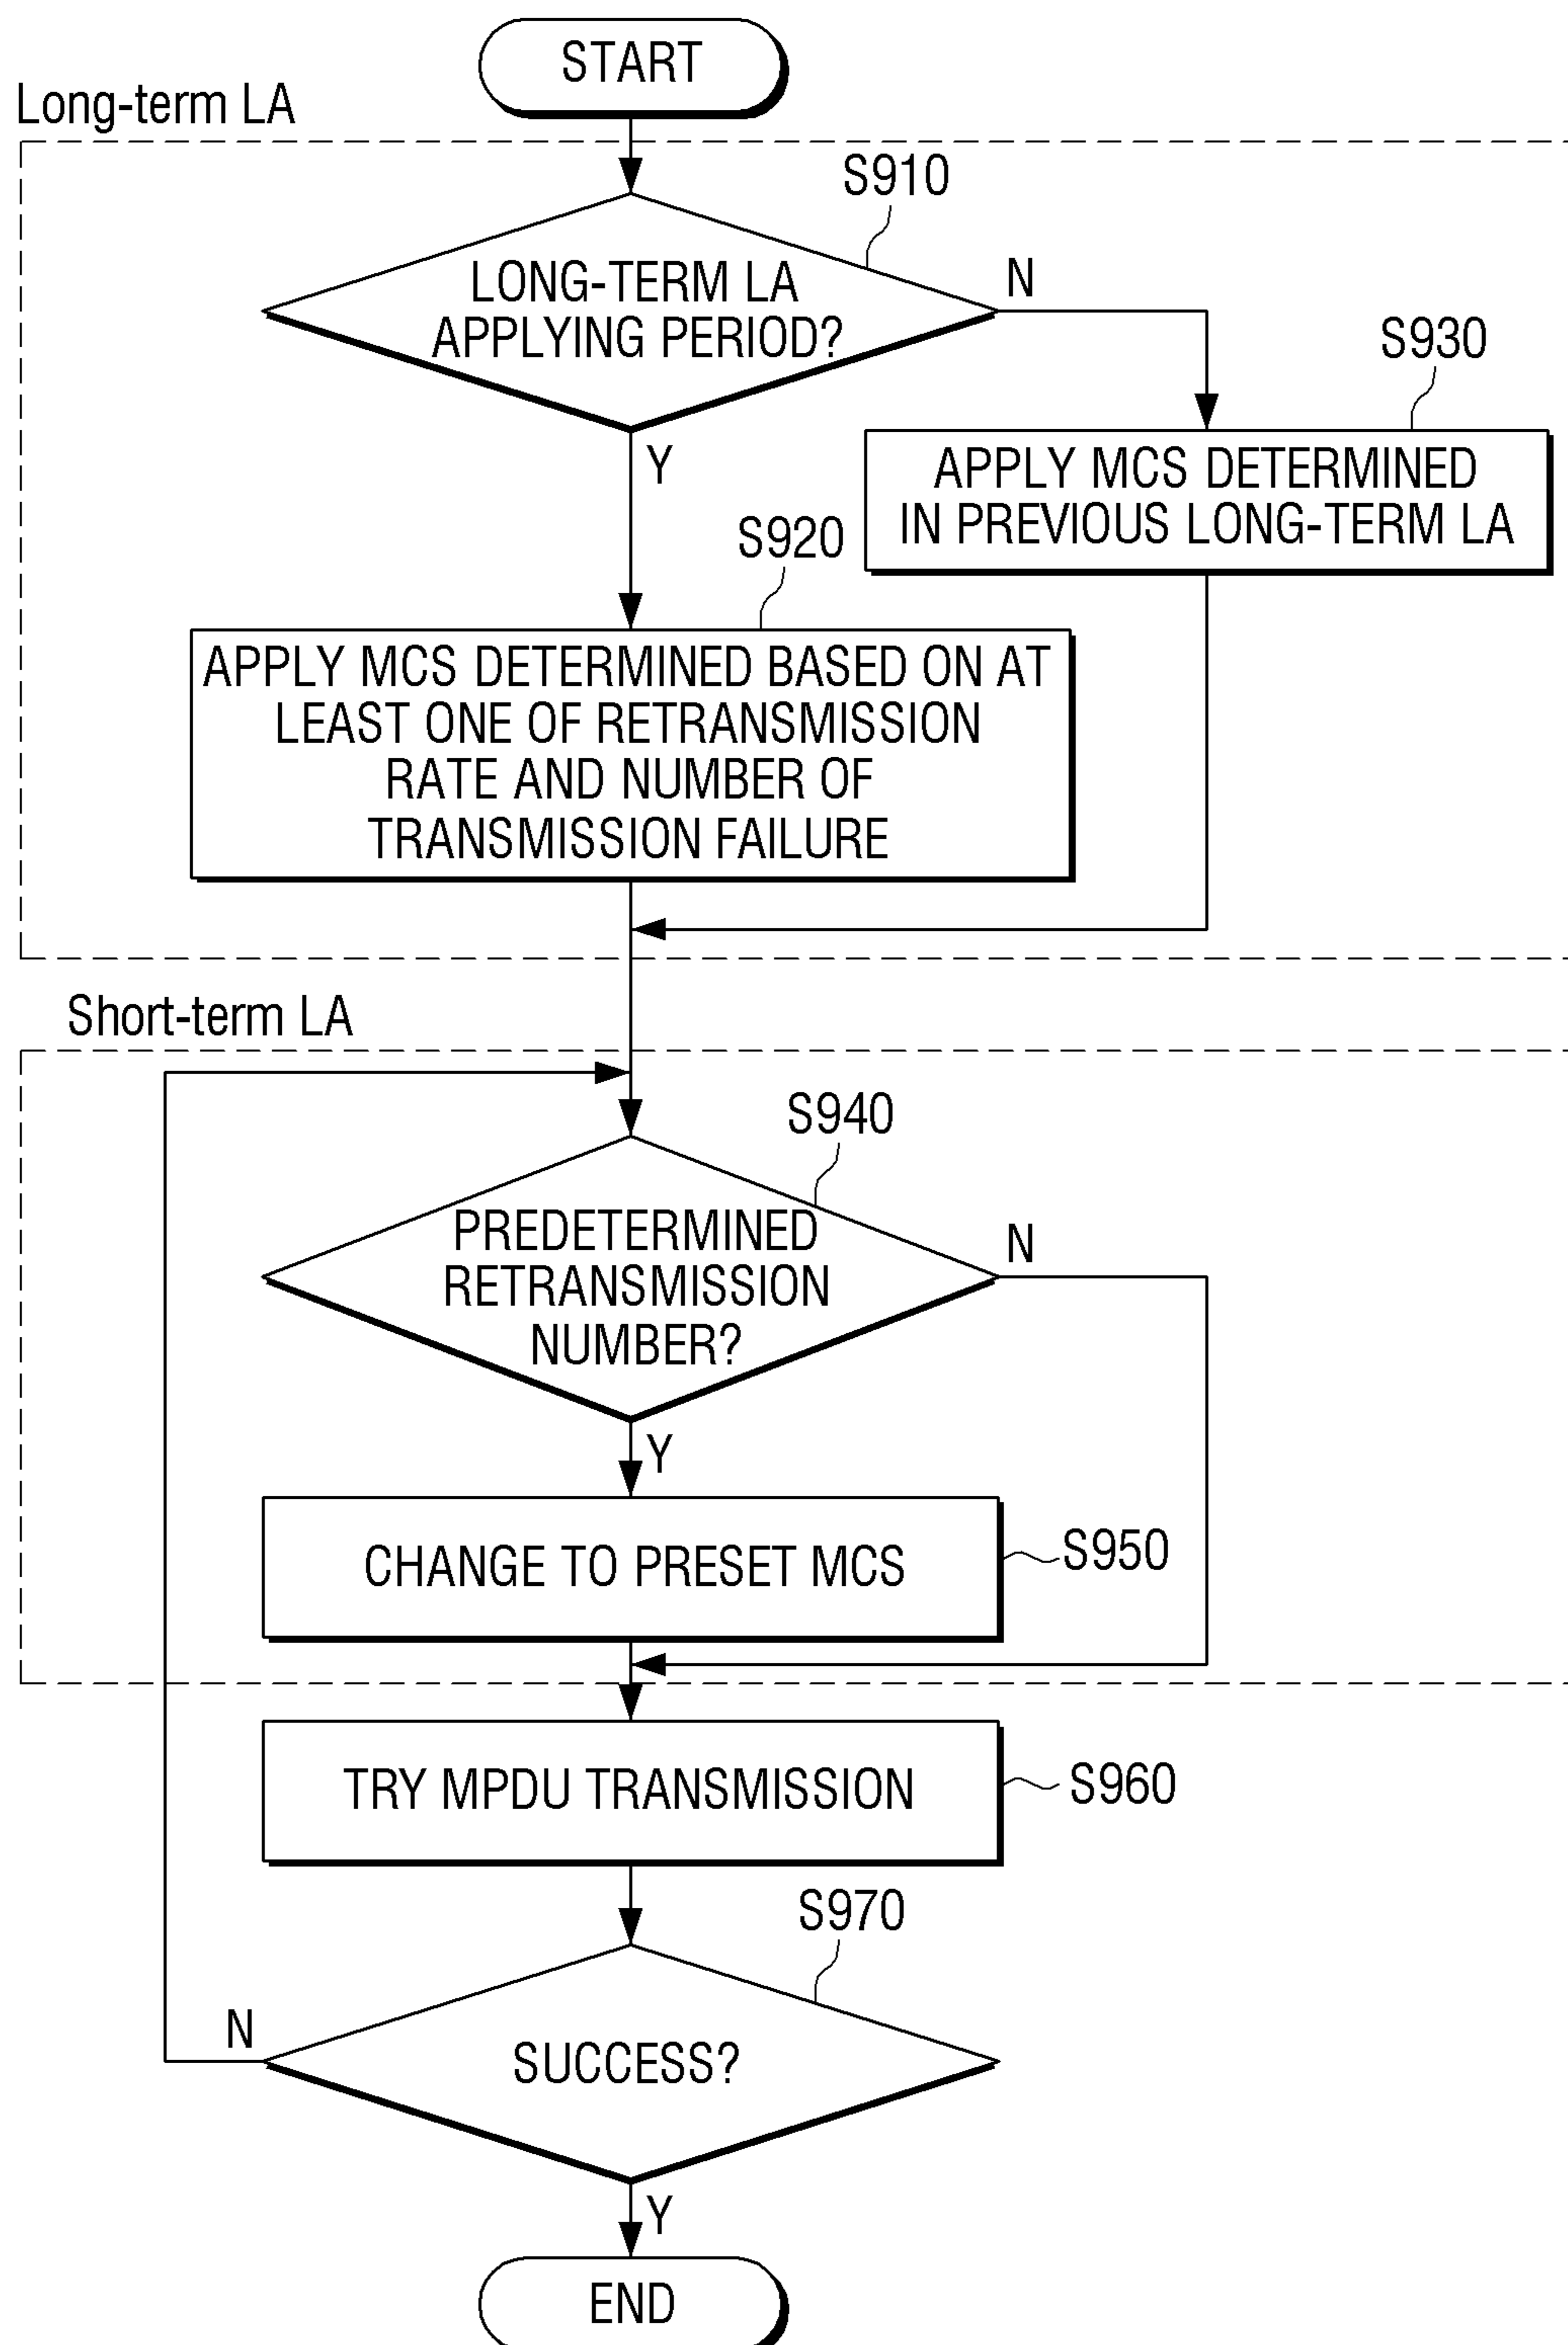 START
Long-term LA
S910
LONG-TERM LA
APPLYING PERIOD?
N
S930
Y
APPLY MCS DETERMINED
IN PREVIOUS LONG-TERM LA
S920
APPLY MCS DETERMINED BASED ON AT
LEAST ONE OF RETRANSMISSION
RATE AND NUMBER OF
TRANSMISSION FAILURE
Short-term LA
S940
PREDETERMINED
RETRANSMISSION
NUMBER?
N
Y
CHANGE TO PRESET MCS
S950
TRY MPDU TRANSMISSION
S960
S970
N
SUCCESS?
Y
END